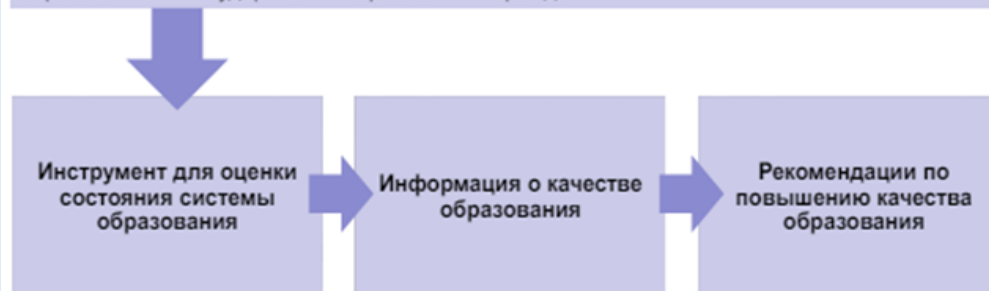 Инструмент для оценки
состояния системы
образования
Информация о качестве
образования
Рекомендации по
повышению качества
образования